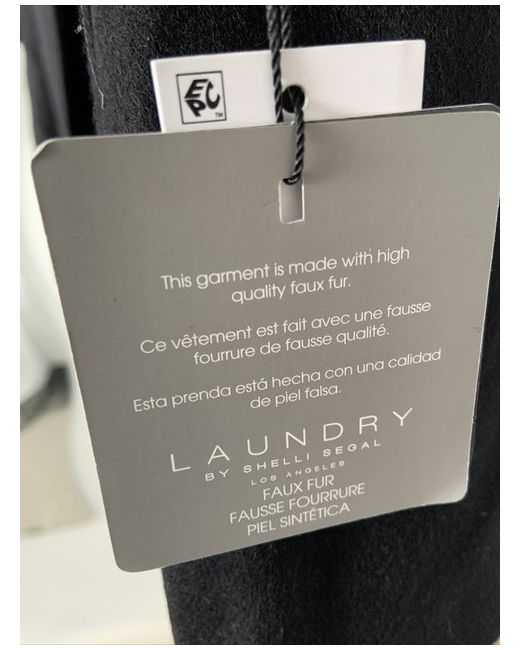 EPC
TM
This garment is made with high
quality faux fur.
Ce vêtement est fait avec une fausse
fourrure de fausse qualité.
Esta prenda está hecha con una calidad
de piel falsa.
LAUNDRY
BY SHELLI SEGAL
LOS ANGELES
FAUX FUR
FAUSSE FOURRURE
PIEL SINTÉTICA